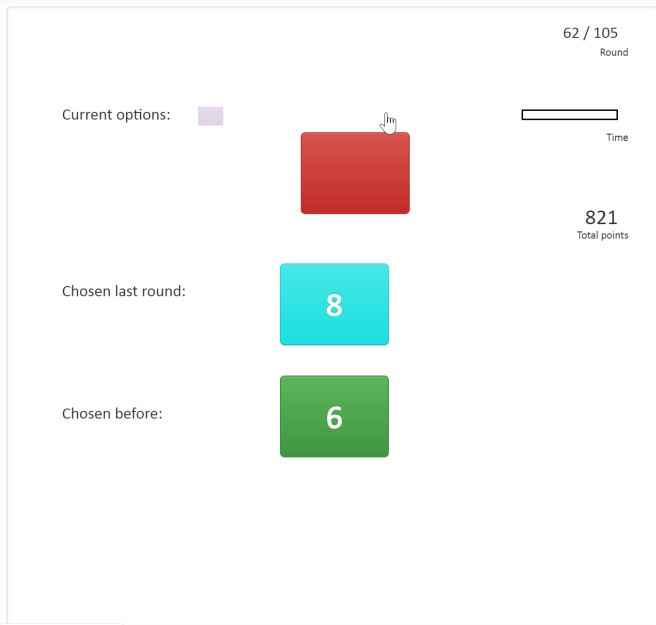 62 / 105
Round
Current options:
Time
821
Total points
Chosen last round:
8
Chosen before:
6